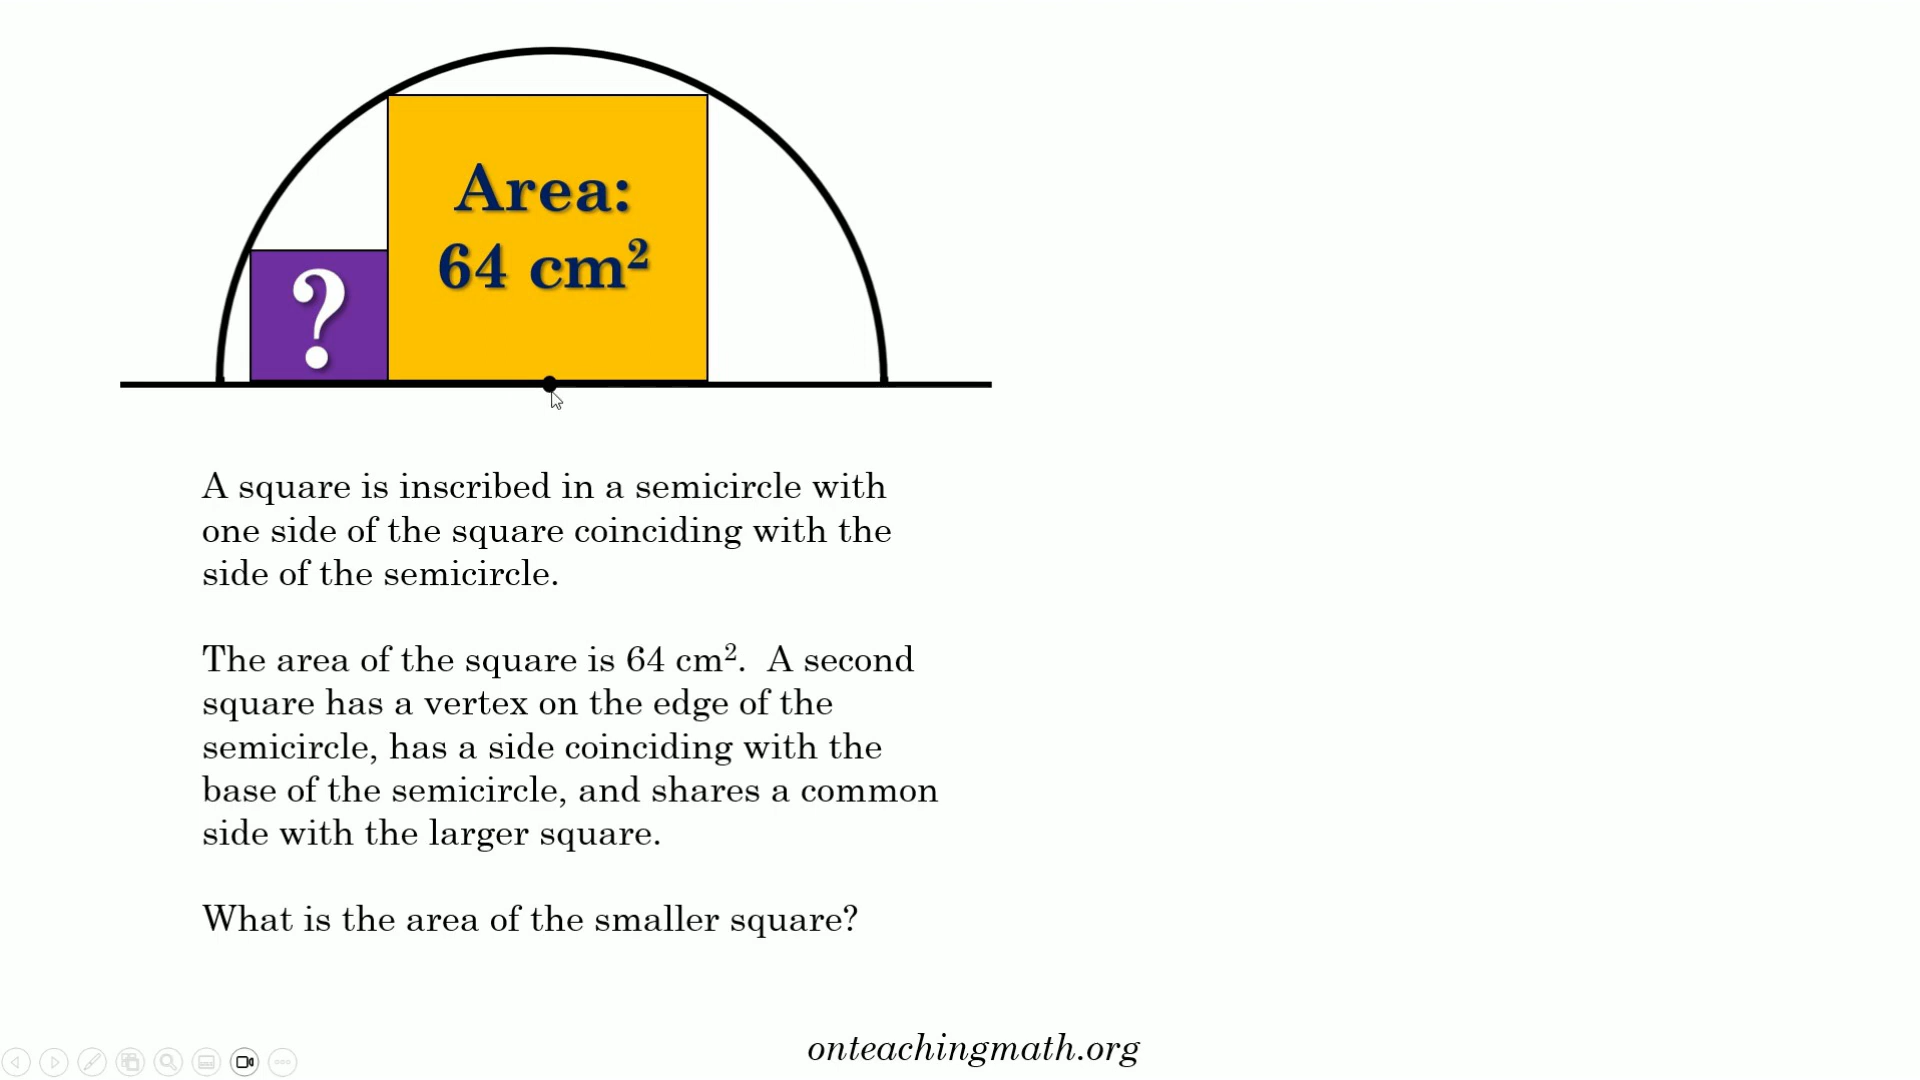 Area:
64 cm²
?
A square is inscribed in a semicircle with
one side of the square coinciding with the
side of the semicircle.
The area of the square is 64 cm².  A second
square has a vertex on the edge of the
semicircle, has a side coinciding with the
base of the semicircle, and shares a common
side with the larger square.
What is the area of the smaller square?
onteachingmath.org